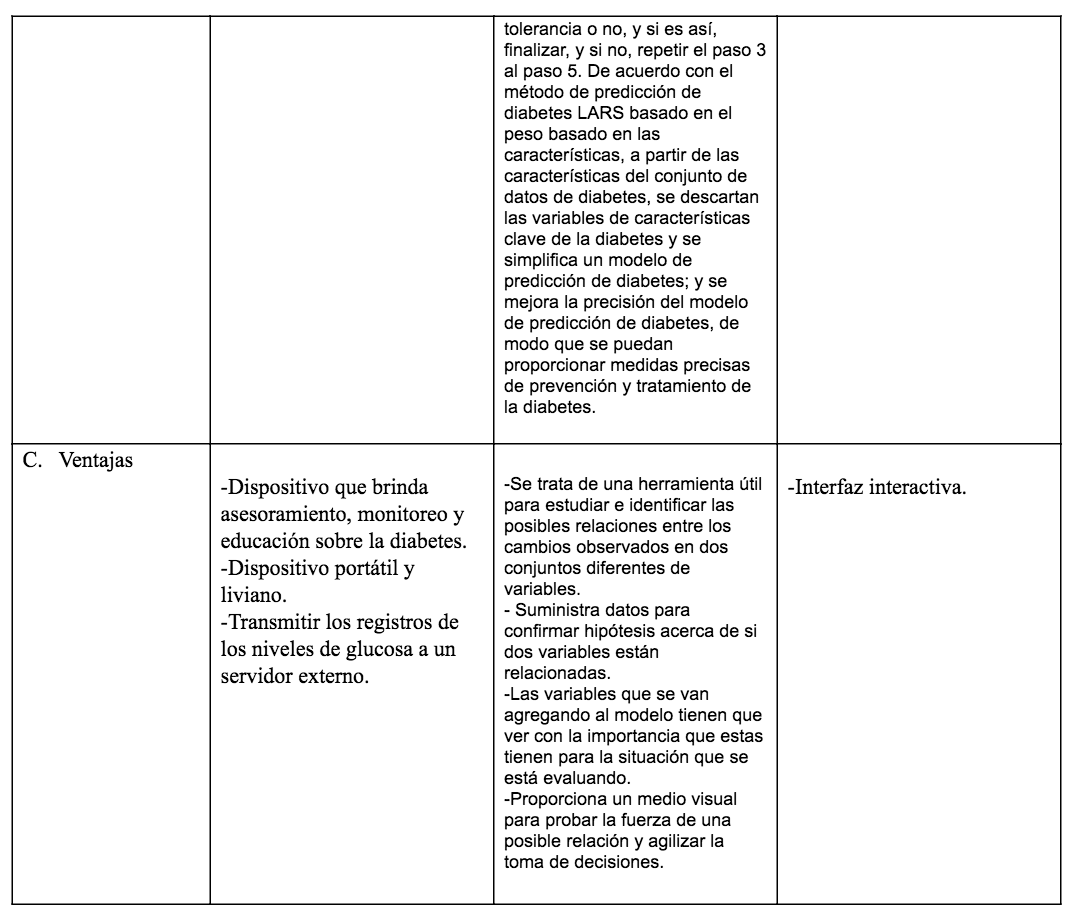 tolerancia o no, y si es así,
finalizar, y si no, repetir el paso 3
al paso 5. De acuerdo con el
método de predicción de
diabetes LARS basado en el
peso basado en las
características, a partir de las
características del conjunto de
datos de diabetes, se descartan
las variables de características
clave de la diabetes y se
simplifica un modelo de
predicción de diabetes; y se
mejora la precisión del modelo
de predicción de diabetes, de
modo que se puedan
proporcionar medidas precisas
de prevención y tratamiento de
la diabetes.
C. Ventajas
-Dispositivo que brinda
asesoramiento, monitoreo y
educación sobre la diabetes.
-Dispositivo portátil y
liviano.
-Transmitir los registros de
los niveles de glucosa a un
servidor externo.
-Se trata de una herramienta útil
para estudiar e identificar las
posibles relaciones entre los
cambios observados en dos
conjuntos diferentes de
variables.
- Suministra datos para
confirmar hipótesis acerca de si
dos variables están
relacionadas.
-Las variables que se van
agregando al modelo tienen que
ver con la importancia que estas
tienen para la situación que se
está evaluando.
-Proporciona un medio visual
para probar la fuerza de una
posible relación y agilizar la
toma de decisiones.
-Interfaz interactiva.